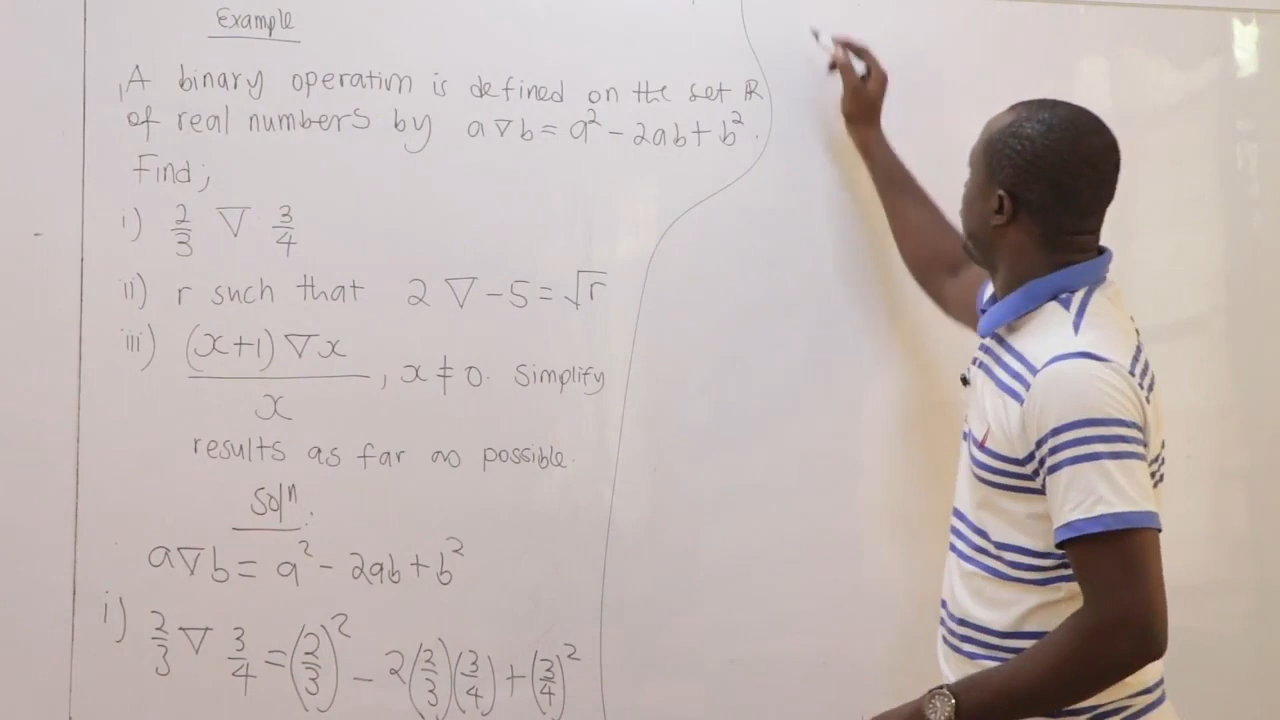 Example
A binary operation is defined on the set ℝ
of real numbers by a ∇ b = a² - 2ab + b².
Find;
i) 2/3 ∇ 3/4
ii) r such that 2 ∇ -5 = √r
iii) (x+1) ∇ x / x , x ≠ 0. Simplify
results as far as possible.
Solⁿ:
a ∇ b = a² - 2ab + b²
i) 2/3 ∇ 3/4 = (2/3)² - 2(2/3)(3/4) + (3/4)²